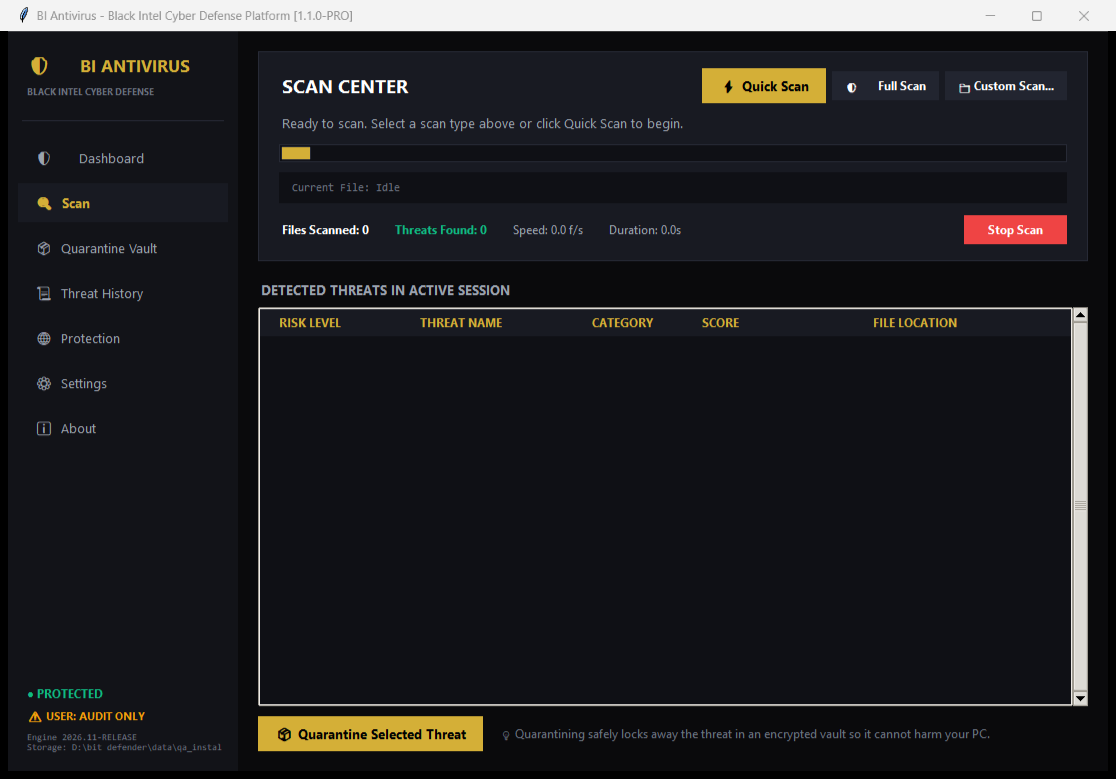 BI Antivirus - Black Intel Cyber Defense Platform [1.1.0-PRO]
BI ANTIVIRUS
BLACK INTEL CYBER DEFENSE
Dashboard
Scan
Quarantine Vault
Threat History
Protection
Settings
About
● PROTECTED
⚠ USER: AUDIT ONLY
Engine 2026.11-RELEASE
Storage: D:\bit defender\data\qa_instal
SCAN CENTER
Quick Scan
Full Scan
Custom Scan...
Ready to scan. Select a scan type above or click Quick Scan to begin.
Current File: Idle
Files Scanned: 0 Threats Found: 0 Speed: 0.0 f/s Duration: 0.0s
Stop Scan
DETECTED THREATS IN ACTIVE SESSION
RISK LEVEL THREAT NAME CATEGORY SCORE FILE LOCATION
Quarantine Selected Threat
Quarantining safely locks away the threat in an encrypted vault so it cannot harm your PC.